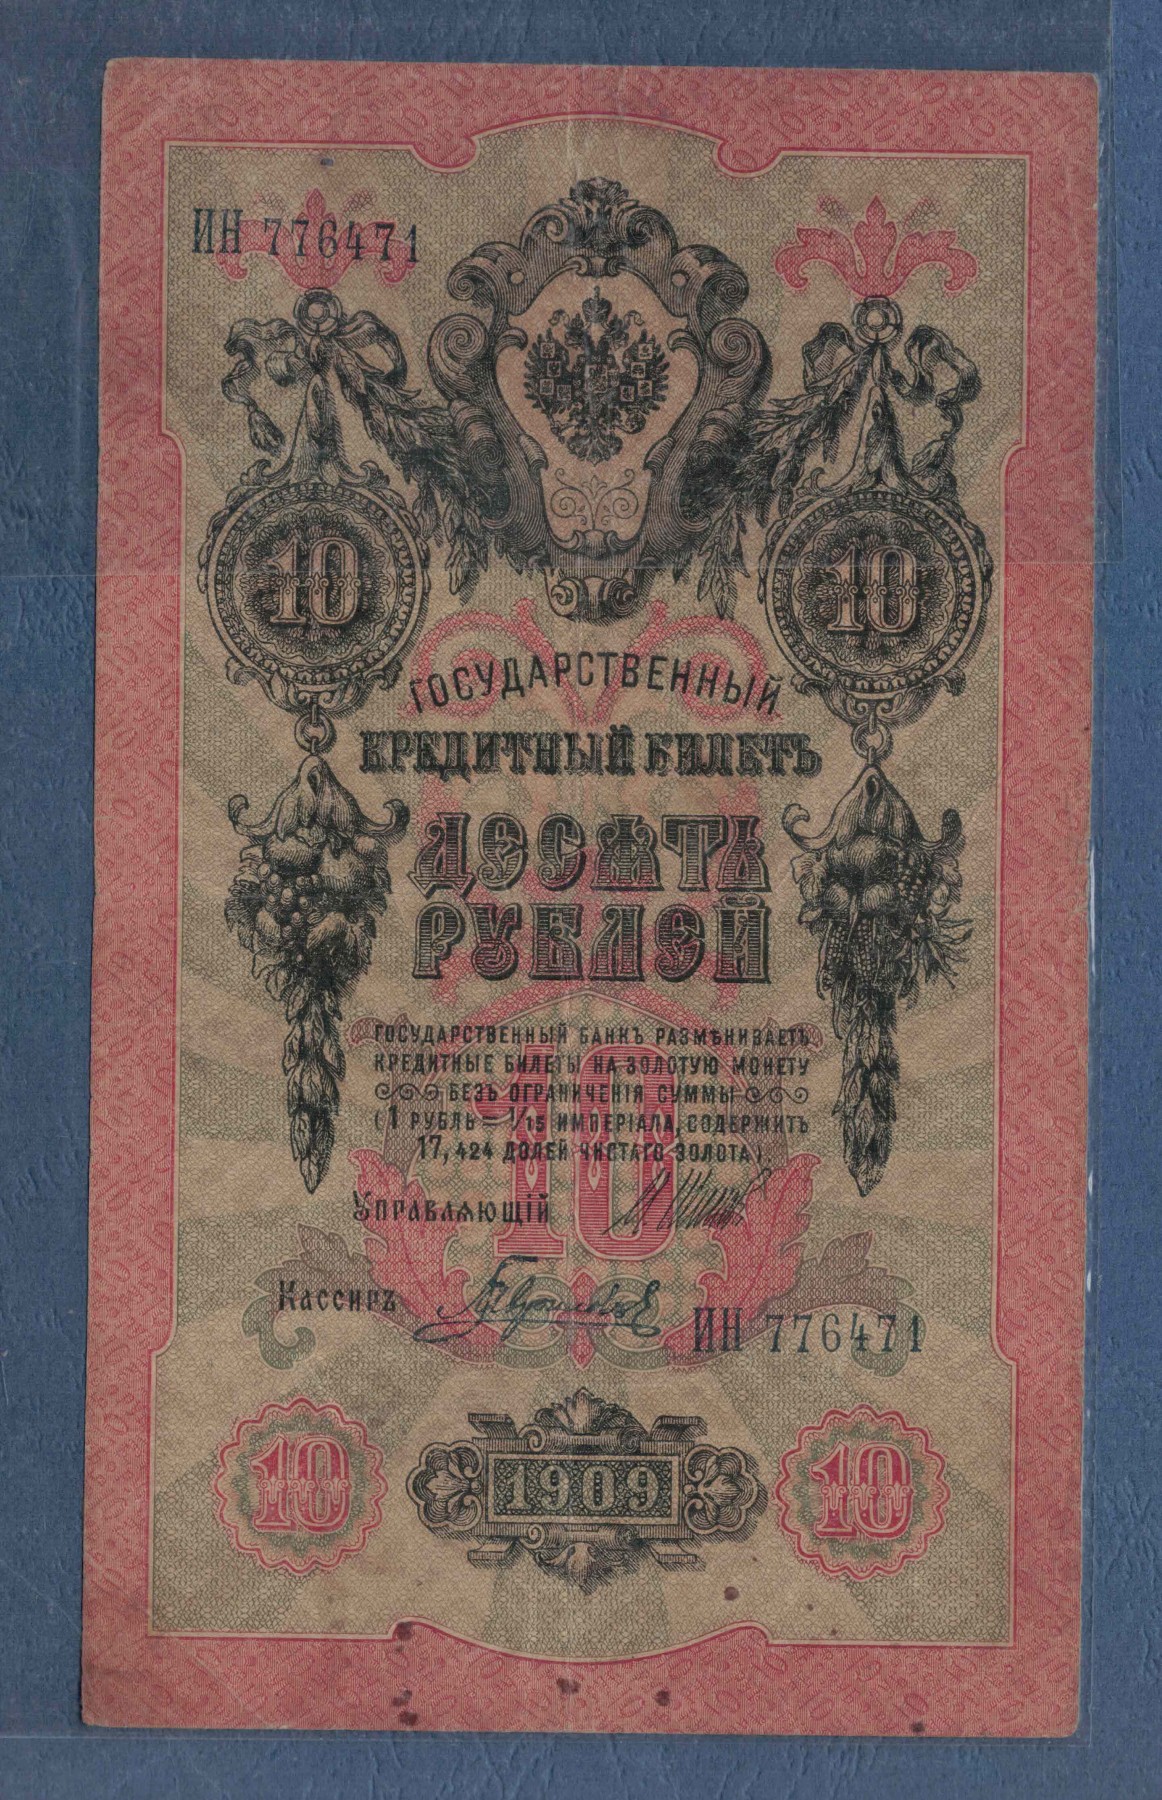 ИН 776471
10 10
ГОСУДАРСТВЕННЫЙ
КРЕДИТНЫЙ БИЛЕТЪ
ДЕСЯТЬ
РУБЛЕЙ
ГОСУДАРСТВЕННЫЙ БАНКЪ РАЗМѢНИВАЕТЪ
КРЕДИТНЫЕ БИЛЕТЫ НА ЗОЛОТУЮ МОНЕТУ
БЕЗЪ ОГРАНИЧЕНІЯ СУММЫ
(1 РУБЛЬ = 1/15 ИМПЕРІАЛА, СОДЕРЖИТЪ
17,424 ДОЛЕЙ ЧИСТАГО ЗОЛОТА).
10
УПРАВЛЯЮЩІЙ
КАССИРЪ
ИН 776471
10 1909 10